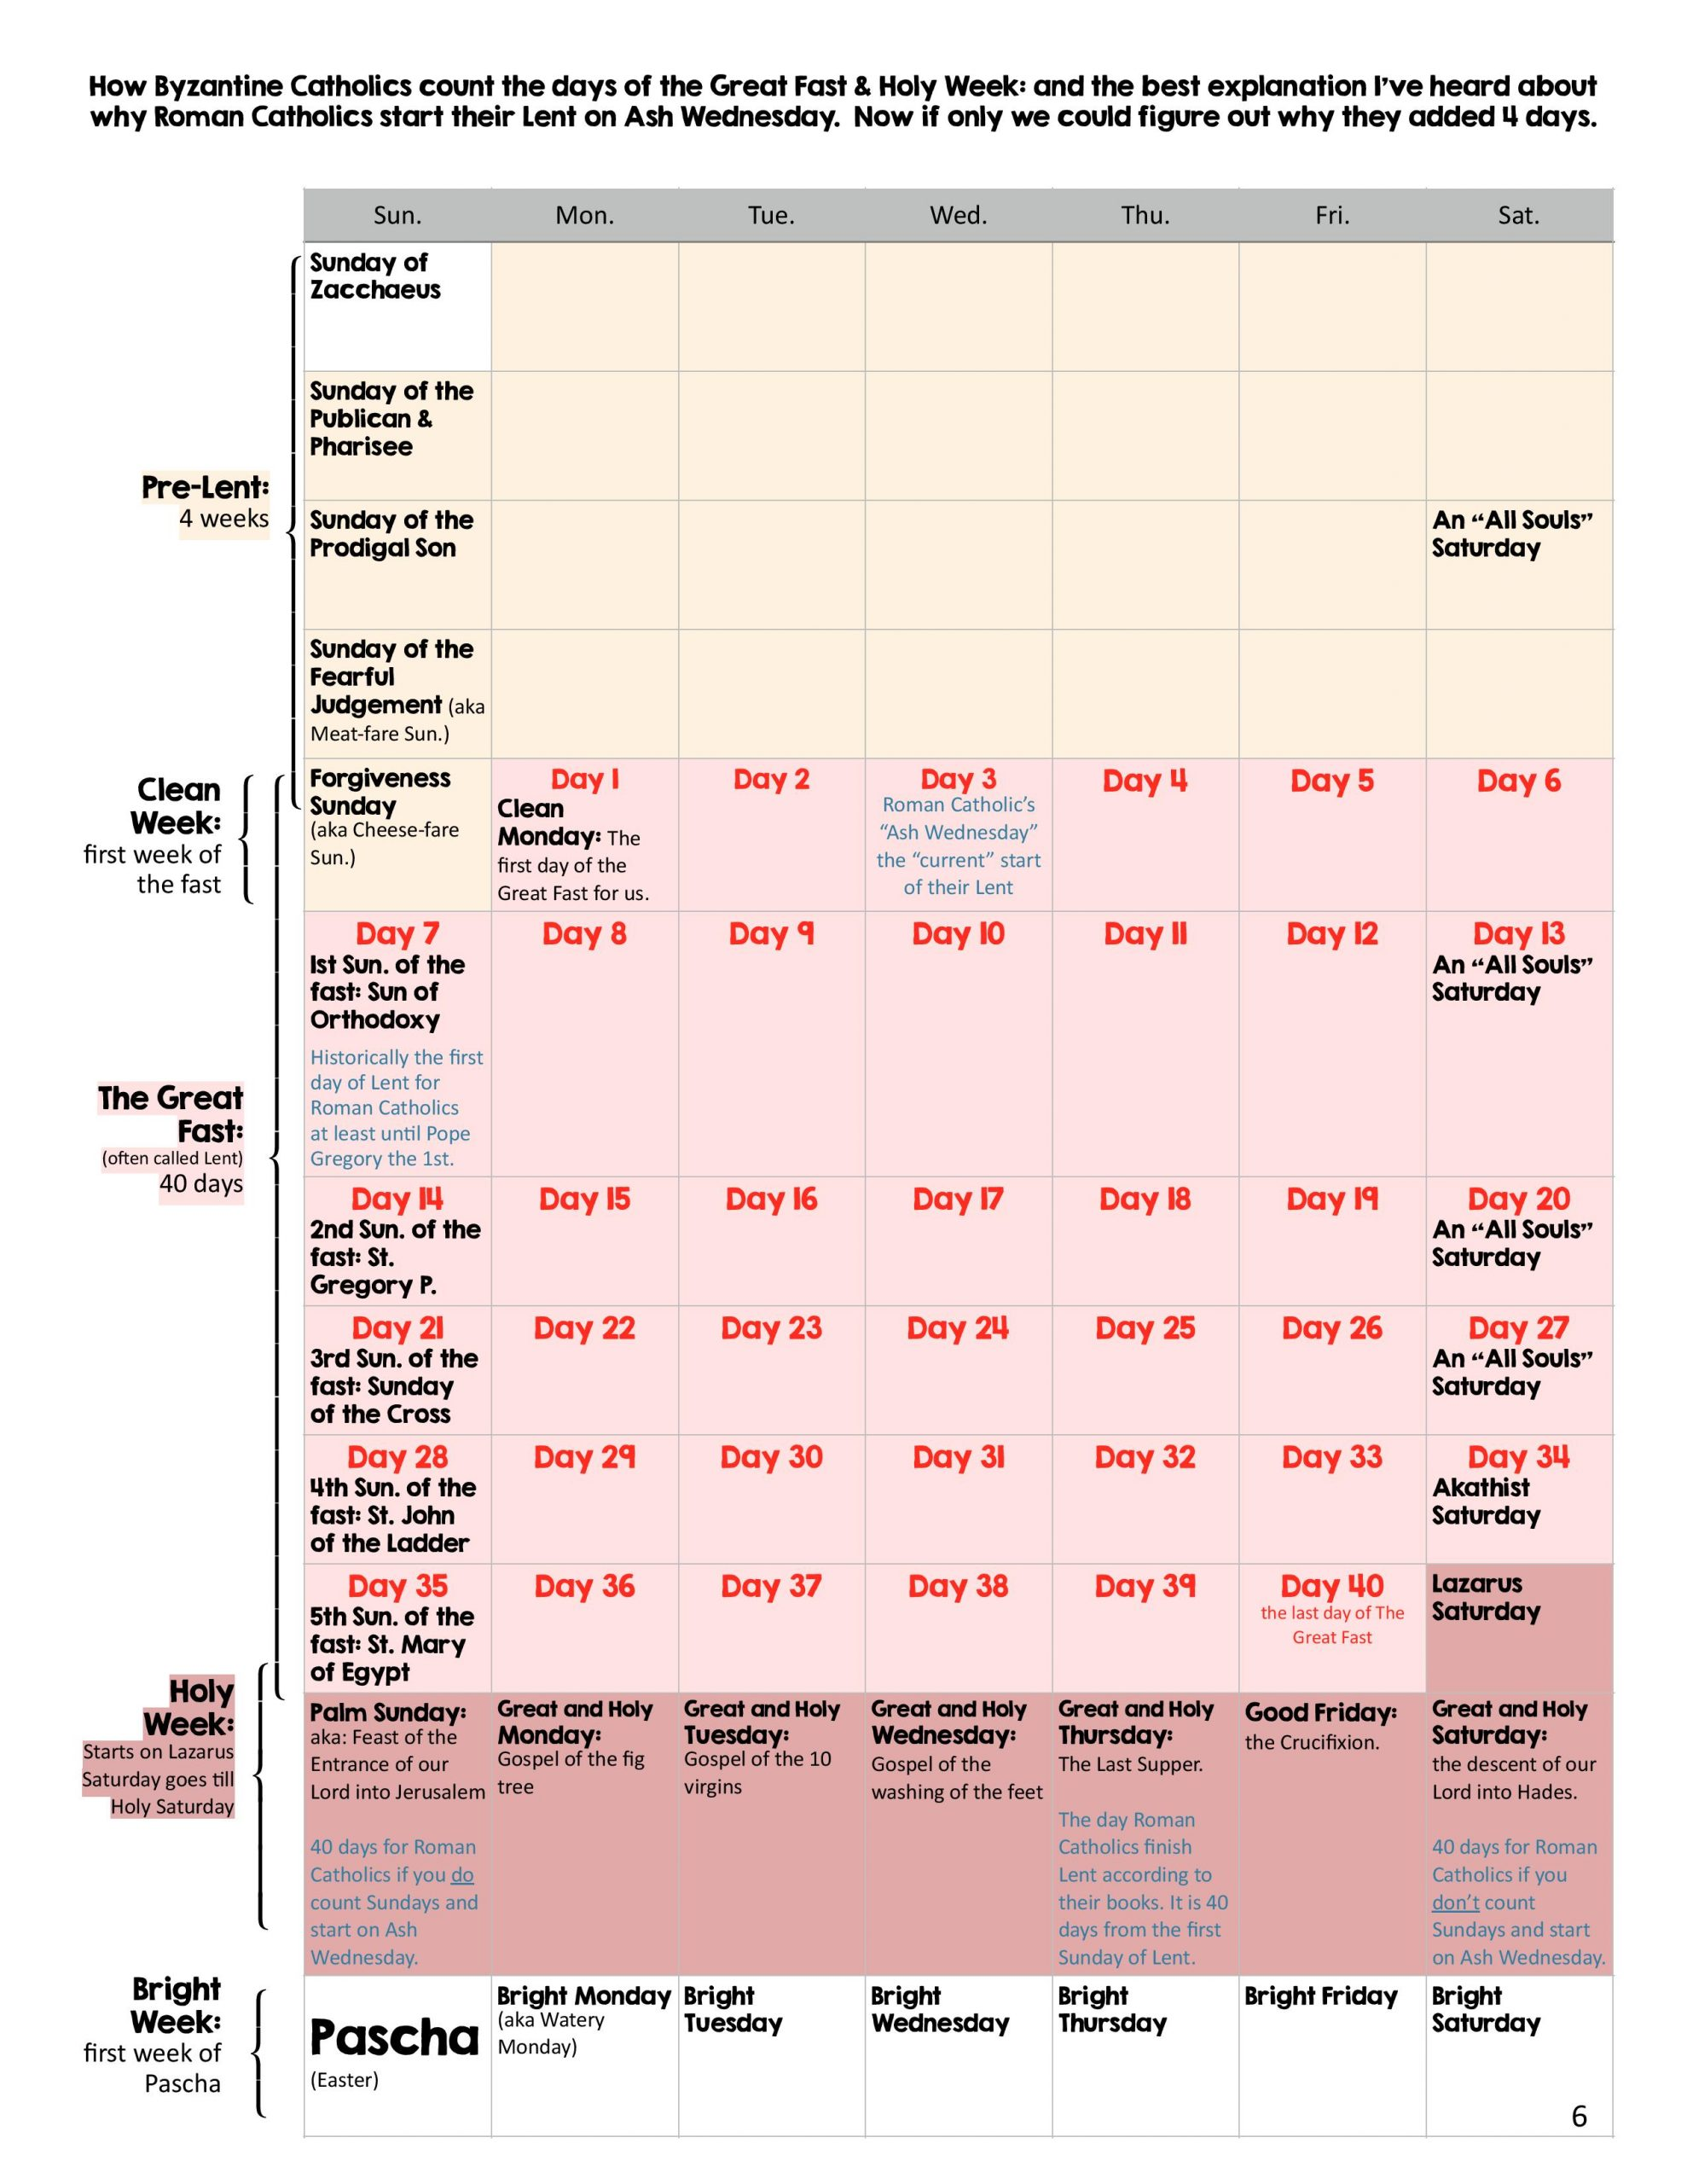 How Byzantine Catholics count the days of the Great Fast & Holy Week: and the best explanation I've heard about
why Roman Catholics start their Lent on Ash Wednesday.  Now if only we could figure out why they added 4 days.
Sun.
Mon.
Tue.
Wed.
Thu.
Fri.
Sat.
Pre-Lent:
4 weeks
Sunday of
Zacchaeus
Sunday of the
Publican &
Pharisee
Sunday of the
Prodigal Son
An “All Souls”
Saturday
Sunday of the
Fearful
Judgement (aka
Meat-fare Sun.)
Clean
Week:
first week of
the fast
Forgiveness
Sunday
(aka Cheese-fare
Sun.)
Day 1
Clean
Monday: The
first day of the
Great Fast for us.
Day 2
Day 3
Roman Catholic's
“Ash Wednesday”
the “current” start
of their Lent
Day 4
Day 5
Day 6
The Great
Fast:
(often called Lent)
40 days
Day 7
1st Sun. of the
fast: Sun of
Orthodoxy
Historically the first
day of Lent for
Roman Catholics
at least until Pope
Gregory the 1st.
Day 8
Day 9
Day 10
Day 11
Day 12
Day 13
An “All Souls”
Saturday
Day 14
2nd Sun. of the
fast: St.
Gregory P.
Day 15
Day 16
Day 17
Day 18
Day 19
Day 20
An “All Souls”
Saturday
Day 21
3rd Sun. of the
fast: Sunday
of the Cross
Day 22
Day 23
Day 24
Day 25
Day 26
Day 27
An “All Souls”
Saturday
Day 28
4th Sun. of the
fast: St. John
of the Ladder
Day 29
Day 30
Day 31
Day 32
Day 33
Day 34
Akathist
Saturday
Day 35
5th Sun. of the
fast: St. Mary
of Egypt
Day 36
Day 37
Day 38
Day 39
Day 40
the last day of The
Great Fast
Lazarus
Saturday
Holy
Week:
Starts on Lazarus
Saturday goes till
Holy Saturday
Palm Sunday:
aka: Feast of the
Entrance of our
Lord into Jerusalem
40 days for Roman
Catholics if you do
count Sundays and
start on Ash
Wednesday.
Great and Holy
Monday:
Gospel of the fig
tree
Great and Holy
Tuesday:
Gospel of the 10
virgins
Great and Holy
Wednesday:
Gospel of the
washing of the feet
Great and Holy
Thursday:
The Last Supper.
The day Roman
Catholics finish
Lent according to
their books. It is 40
days from the first
Sunday of Lent.
Good Friday:
the Crucifixion.
Great and Holy
Saturday:
the descent of our
Lord into Hades.
40 days for Roman
Catholics if you
don't count
Sundays and start
on Ash Wednesday.
Bright
Week:
first week of
Pascha
Pascha
(Easter)
Bright Monday
(aka Watery
Monday)
Bright
Tuesday
Bright
Wednesday
Bright
Thursday
Bright Friday
Bright
Saturday
6